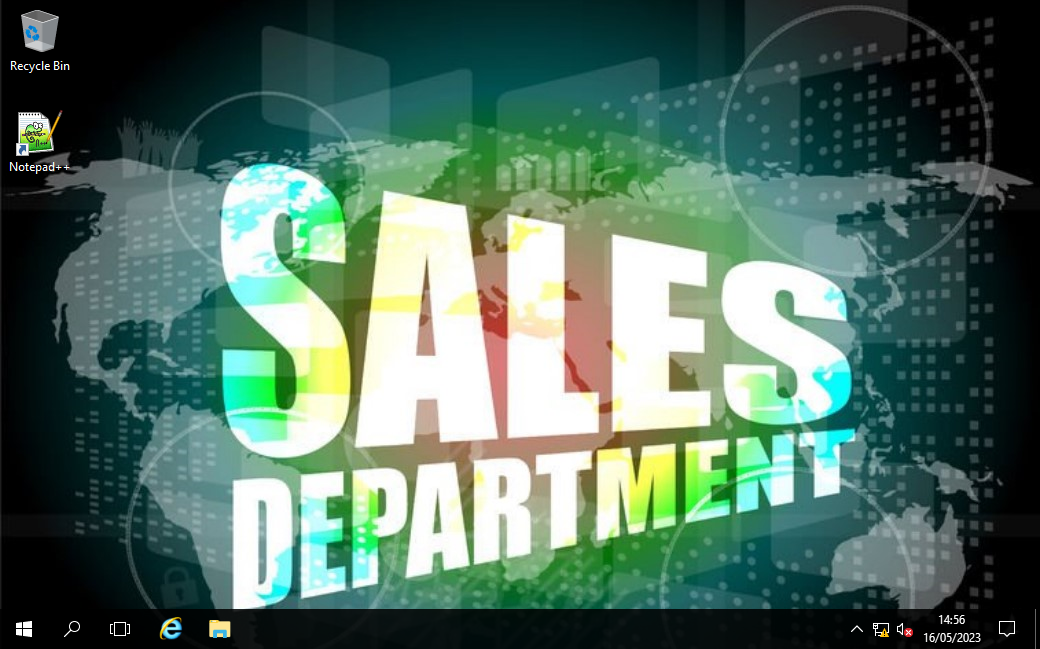 Recycle Bin
Notepad++
SALES
DEPARTMENT
14:56
16/05/2023